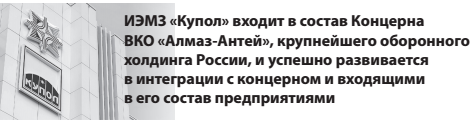 ИЭМЗ «Купол» входит в состав Концерна
ВКО «Алмаз-Антей», крупнейшего оборонного
холдинга России, и успешно развивается
в интеграции с концерном и входящими
в его состав предприятиями
купол